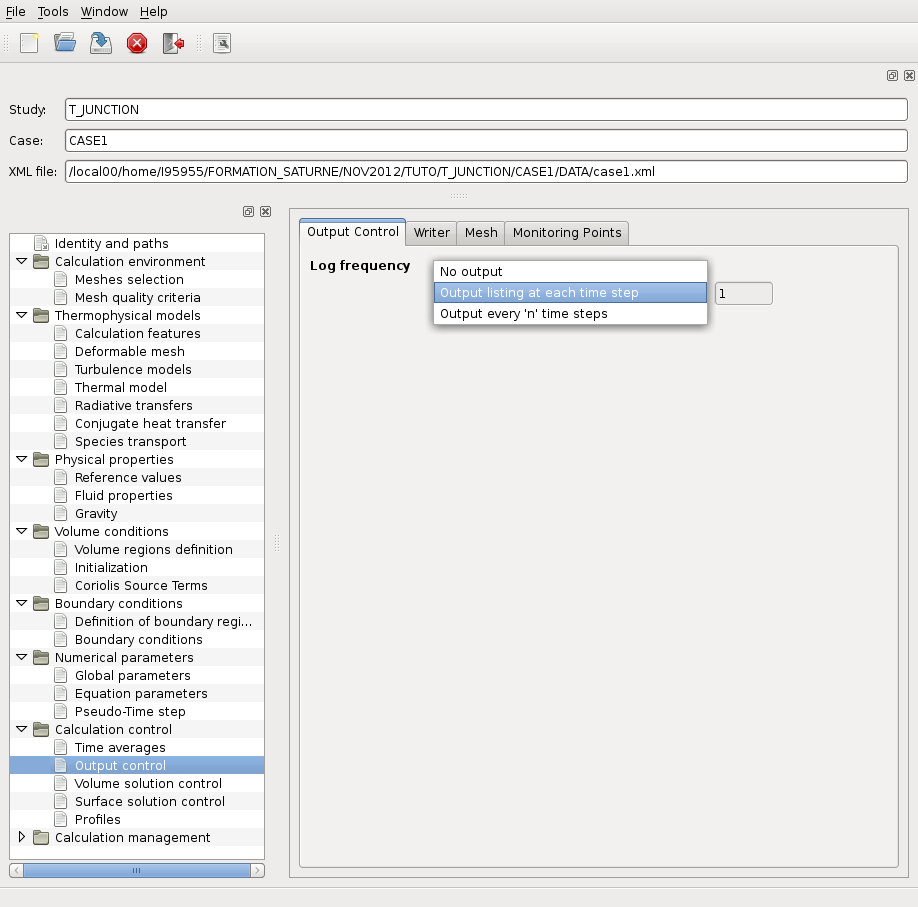 File Tools Window Help
Study: T_JUNCTION
Case: CASE1
XML file: /local00/home/I95955/FORMATION_SATURNE/NOV2012/TUTO/T_JUNCTION/CASE1/DATA/case1.xml
Identity and paths
Calculation environment
Meshes selection
Mesh quality criteria
Thermophysical models
Calculation features
Deformable mesh
Turbulence models
Thermal model
Radiative transfers
Conjugate heat transfer
Species transport
Physical properties
Reference values
Fluid properties
Gravity
Volume conditions
Volume regions definition
Initialization
Coriolis Source Terms
Boundary conditions
Definition of boundary regi...
Boundary conditions
Numerical parameters
Global parameters
Equation parameters
Pseudo-Time step
Calculation control
Time averages
Output control
Volume solution control
Surface solution control
Profiles
Calculation management
Output Control Writer Mesh Monitoring Points
Log frequency
No output
Output listing at each time step 1
Output every 'n' time steps